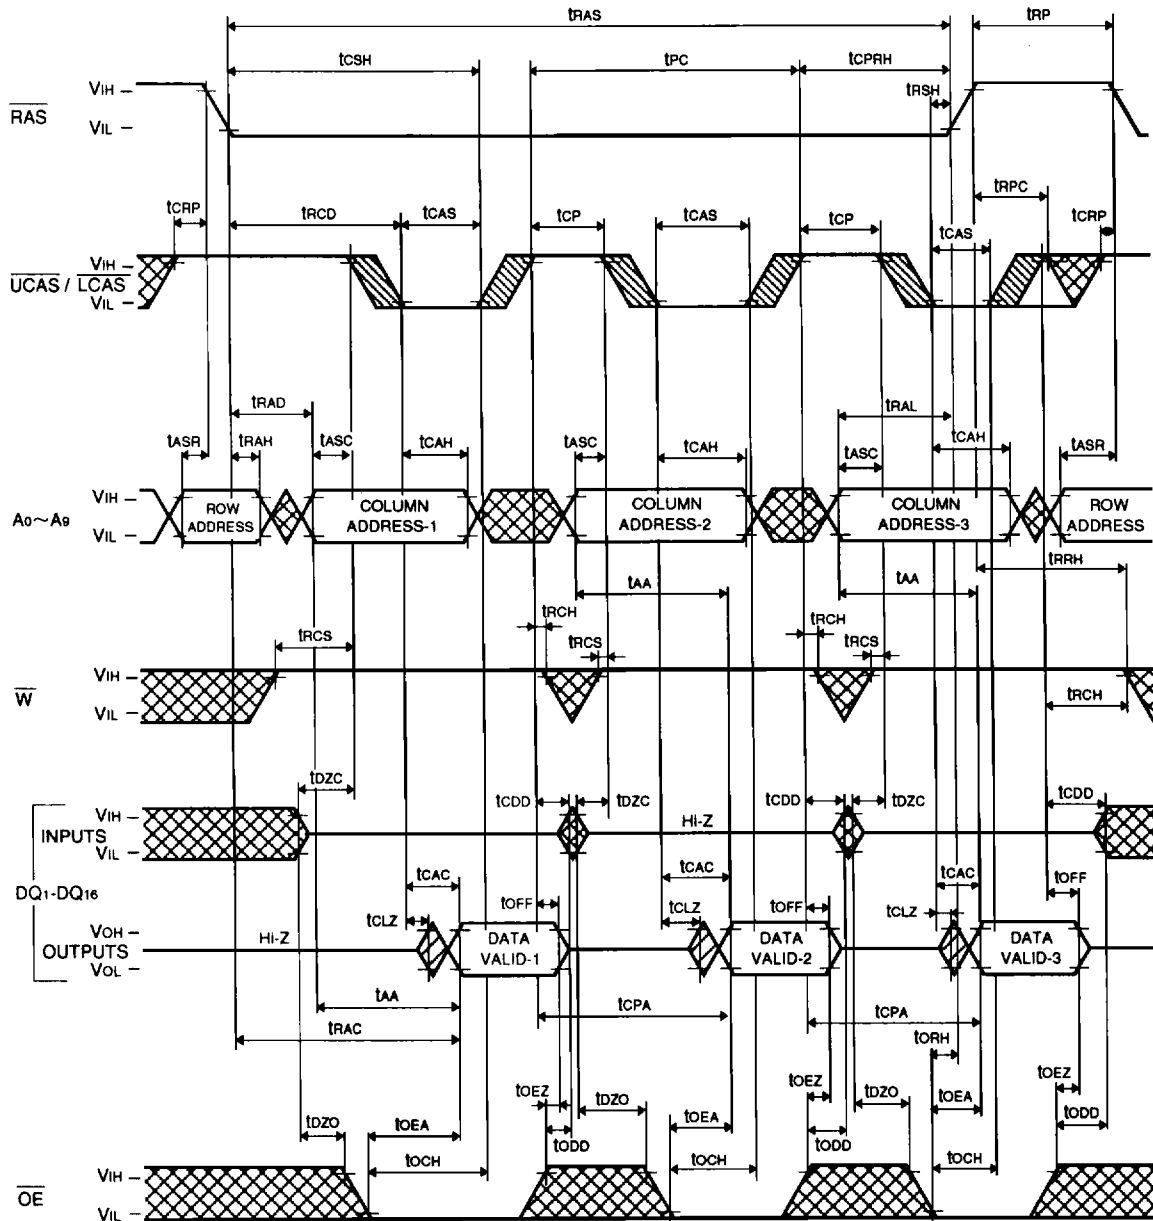 tRAS
tRP
tCSH
tPC
tCPRH
tRSH
RAS
VIH
VIL
tCRP
tRCD
tCAS
tCP
tCAS
tCP
tCAS
tRPC
tCRP
UCAS / LCAS
VIH
VIL
tRAD
tRAL
tASR
tRAH
tASC
tCAH
tASC
tCAH
tASC
tCAH
tASR
A0~A9
VIH
VIL
ROW ADDRESS
COLUMN ADDRESS-1
COLUMN ADDRESS-2
COLUMN ADDRESS-3
ROW ADDRESS
tAA
tAA
tRRH
tRCS
tRCH
tRCS
tRCH
tRCS
tRCH
W
VIH
VIL
tDZC
tCDD
tDZC
tCDD
tDZC
tCDD
DQ1-DQ16
INPUTS
VIH
VIL
Hi-Z
tCAC
tCLZ
tOFF
tCAC
tCLZ
tOFF
tCAC
tCLZ
tOFF
OUTPUTS
VOH
VOL
Hi-Z
DATA VALID-1
DATA VALID-2
DATA VALID-3
tAA
tRAC
tCPA
tCPA
tORH
tDZO
tOEA
tOCH
tOEZ
tODD
tDZO
tOEA
tOCH
tOEZ
tODD
tDZO
tOEA
tOCH
tOEZ
tODD
OE
VIH
VIL